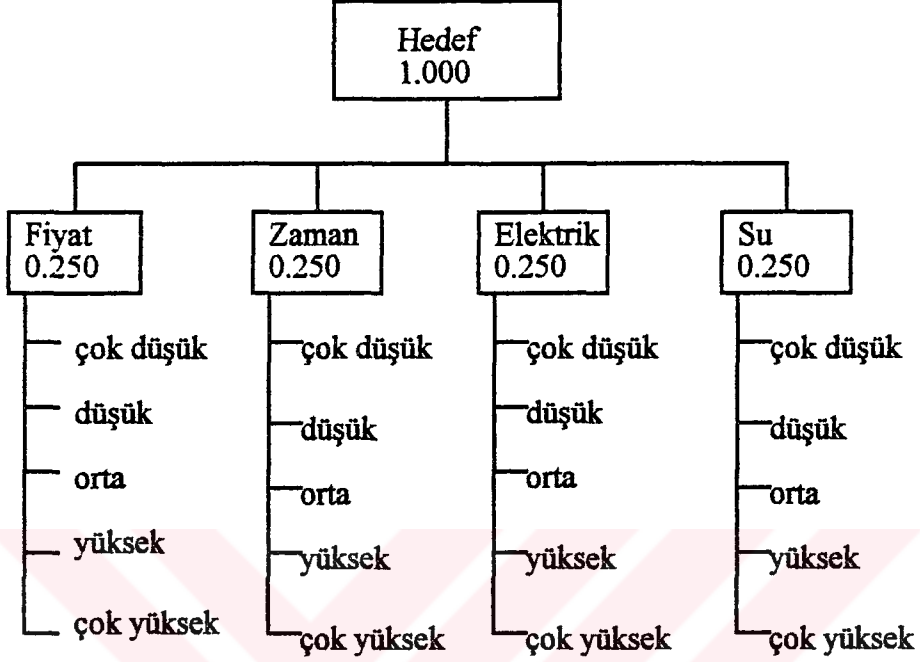 Hedef
1.000
Fiyat
0.250
Zaman
0.250
Elektrik
0.250
Su
0.250
çok düşük
düşük
orta
yüksek
çok yüksek
çok düşük
düşük
orta
yüksek
çok yüksek
çok düşük
düşük
orta
yüksek
çok yüksek
çok düşük
düşük
orta
yüksek
çok yüksek